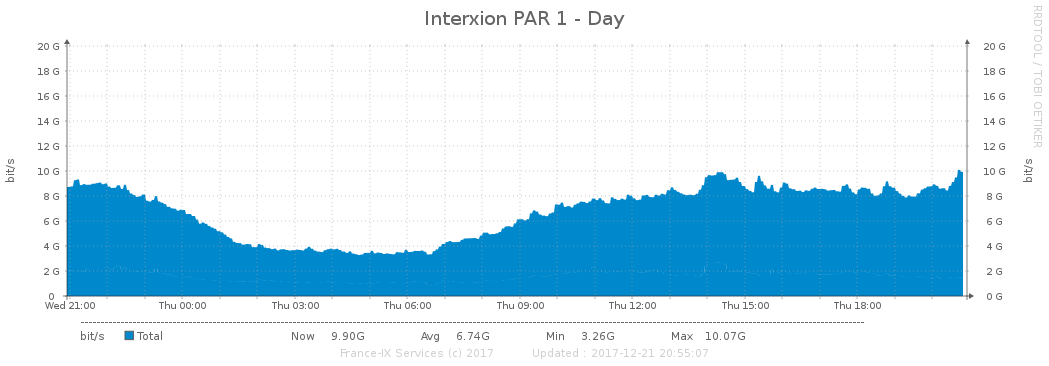 Interxion PAR 1 - Day
RRDTOOL / TOBI OETIKER
bit/s
bit/s
20 G 20 G
18 G 18 G
16 G 16 G
14 G 14 G
12 G 12 G
10 G 10 G
8 G 8 G
6 G 6 G
4 G 4 G
2 G 2 G
0 0 G
Wed 21:00 Thu 00:00 Thu 03:00 Thu 06:00 Thu 09:00 Thu 12:00 Thu 15:00 Thu 18:00
bit/s Total Now 9.90G Avg 6.74G Min 3.26G Max 10.07G
France-IX Services (c) 2017 Updated : 2017-12-21 20:55:07